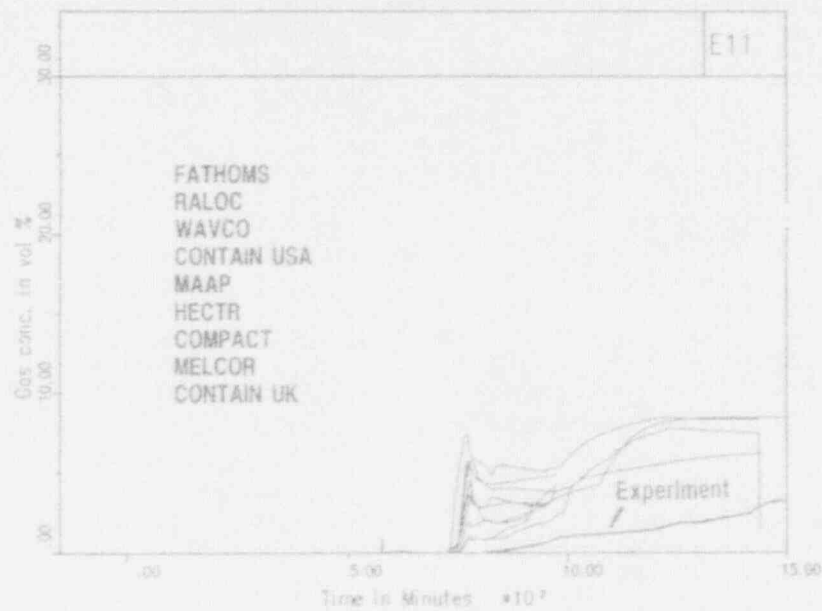 E11
30.00
20.00
10.00
.00
Gas conc. in vol %
FATHOMS
RALOC
WAVCO
CONTAIN USA
MAAP
HECTR
COMPACT
MELCOR
CONTAIN UK
Experiment
.00 5.00 10.00 15.00
Time in Minutes *10²